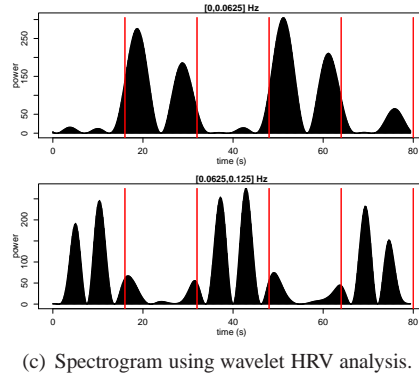 [0,0.0625] Hz
power
0 50 150 250
0 20 40 60 80
time (s)
[0.0625,0.125] Hz
power
0 50 100 200
0 20 40 60 80
time (s)
(c) Spectrogram using wavelet HRV analysis.